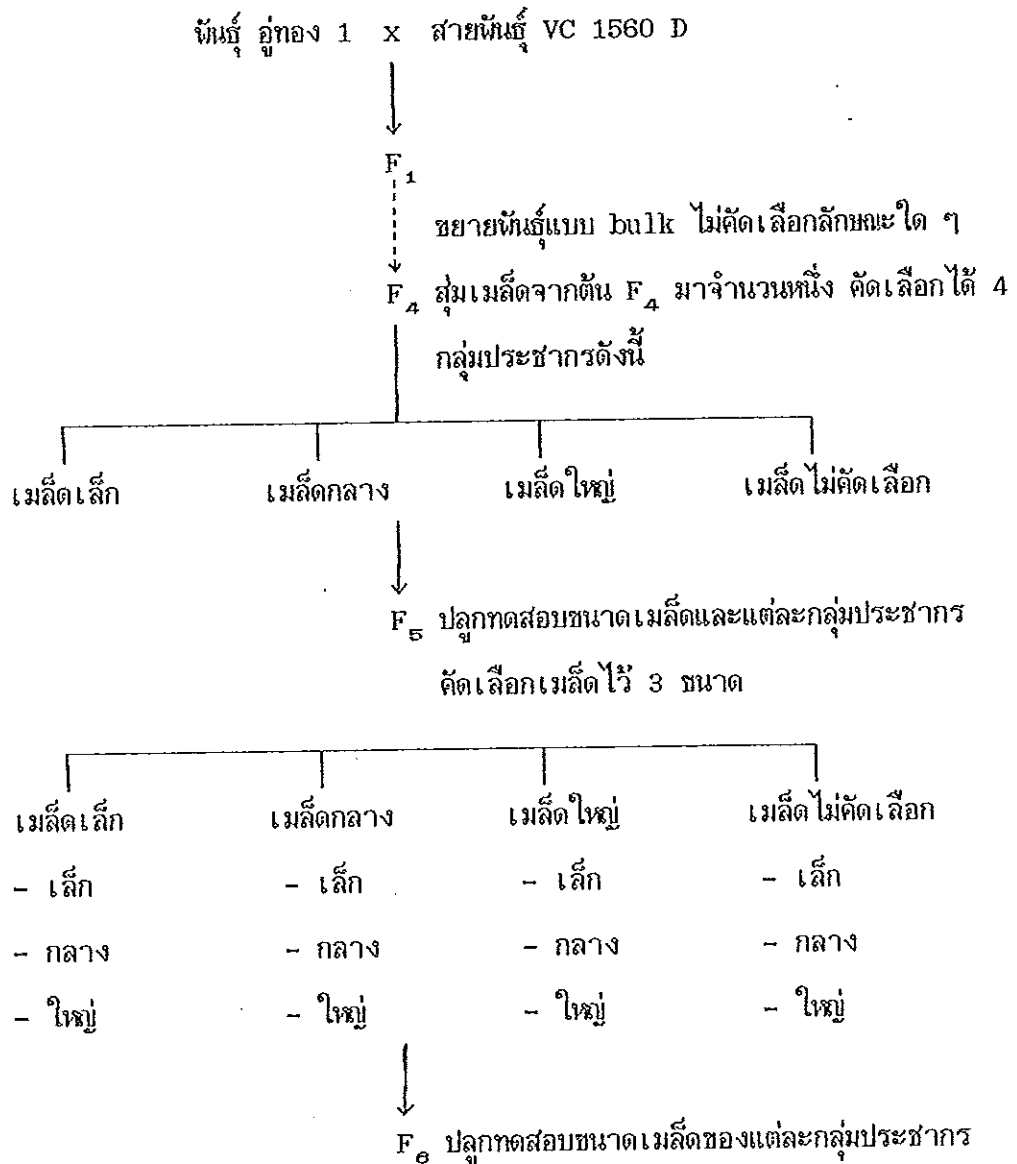 พันธุ์ อู่ทอง 1 x สายพันธุ์ VC 1560 D
F₁
ขยายพันธุ์แบบ bulk ไม่คัดเลือกลักษณะใด ๆ
F₄ สุ่มเมล็ดจากต้น F₄ มาจำนวนหนึ่ง คัดเลือกได้ 4
กลุ่มประชากรดังนี้
เมล็ดเล็ก เมล็ดกลาง เมล็ดใหญ่ เมล็ดไม่คัดเลือก
F₅ ปลูกทดสอบขนาดเมล็ดและแต่ละกลุ่มประชากร
คัดเลือกเมล็ดไว้ 3 ขนาด
เมล็ดเล็ก เมล็ดกลาง เมล็ดใหญ่ เมล็ดไม่คัดเลือก
- เล็ก - เล็ก - เล็ก - เล็ก
- กลาง - กลาง - กลาง - กลาง
- ใหญ่ - ใหญ่ - ใหญ่ - ใหญ่
F₆ ปลูกทดสอบขนาดเมล็ดของแต่ละกลุ่มประชากร